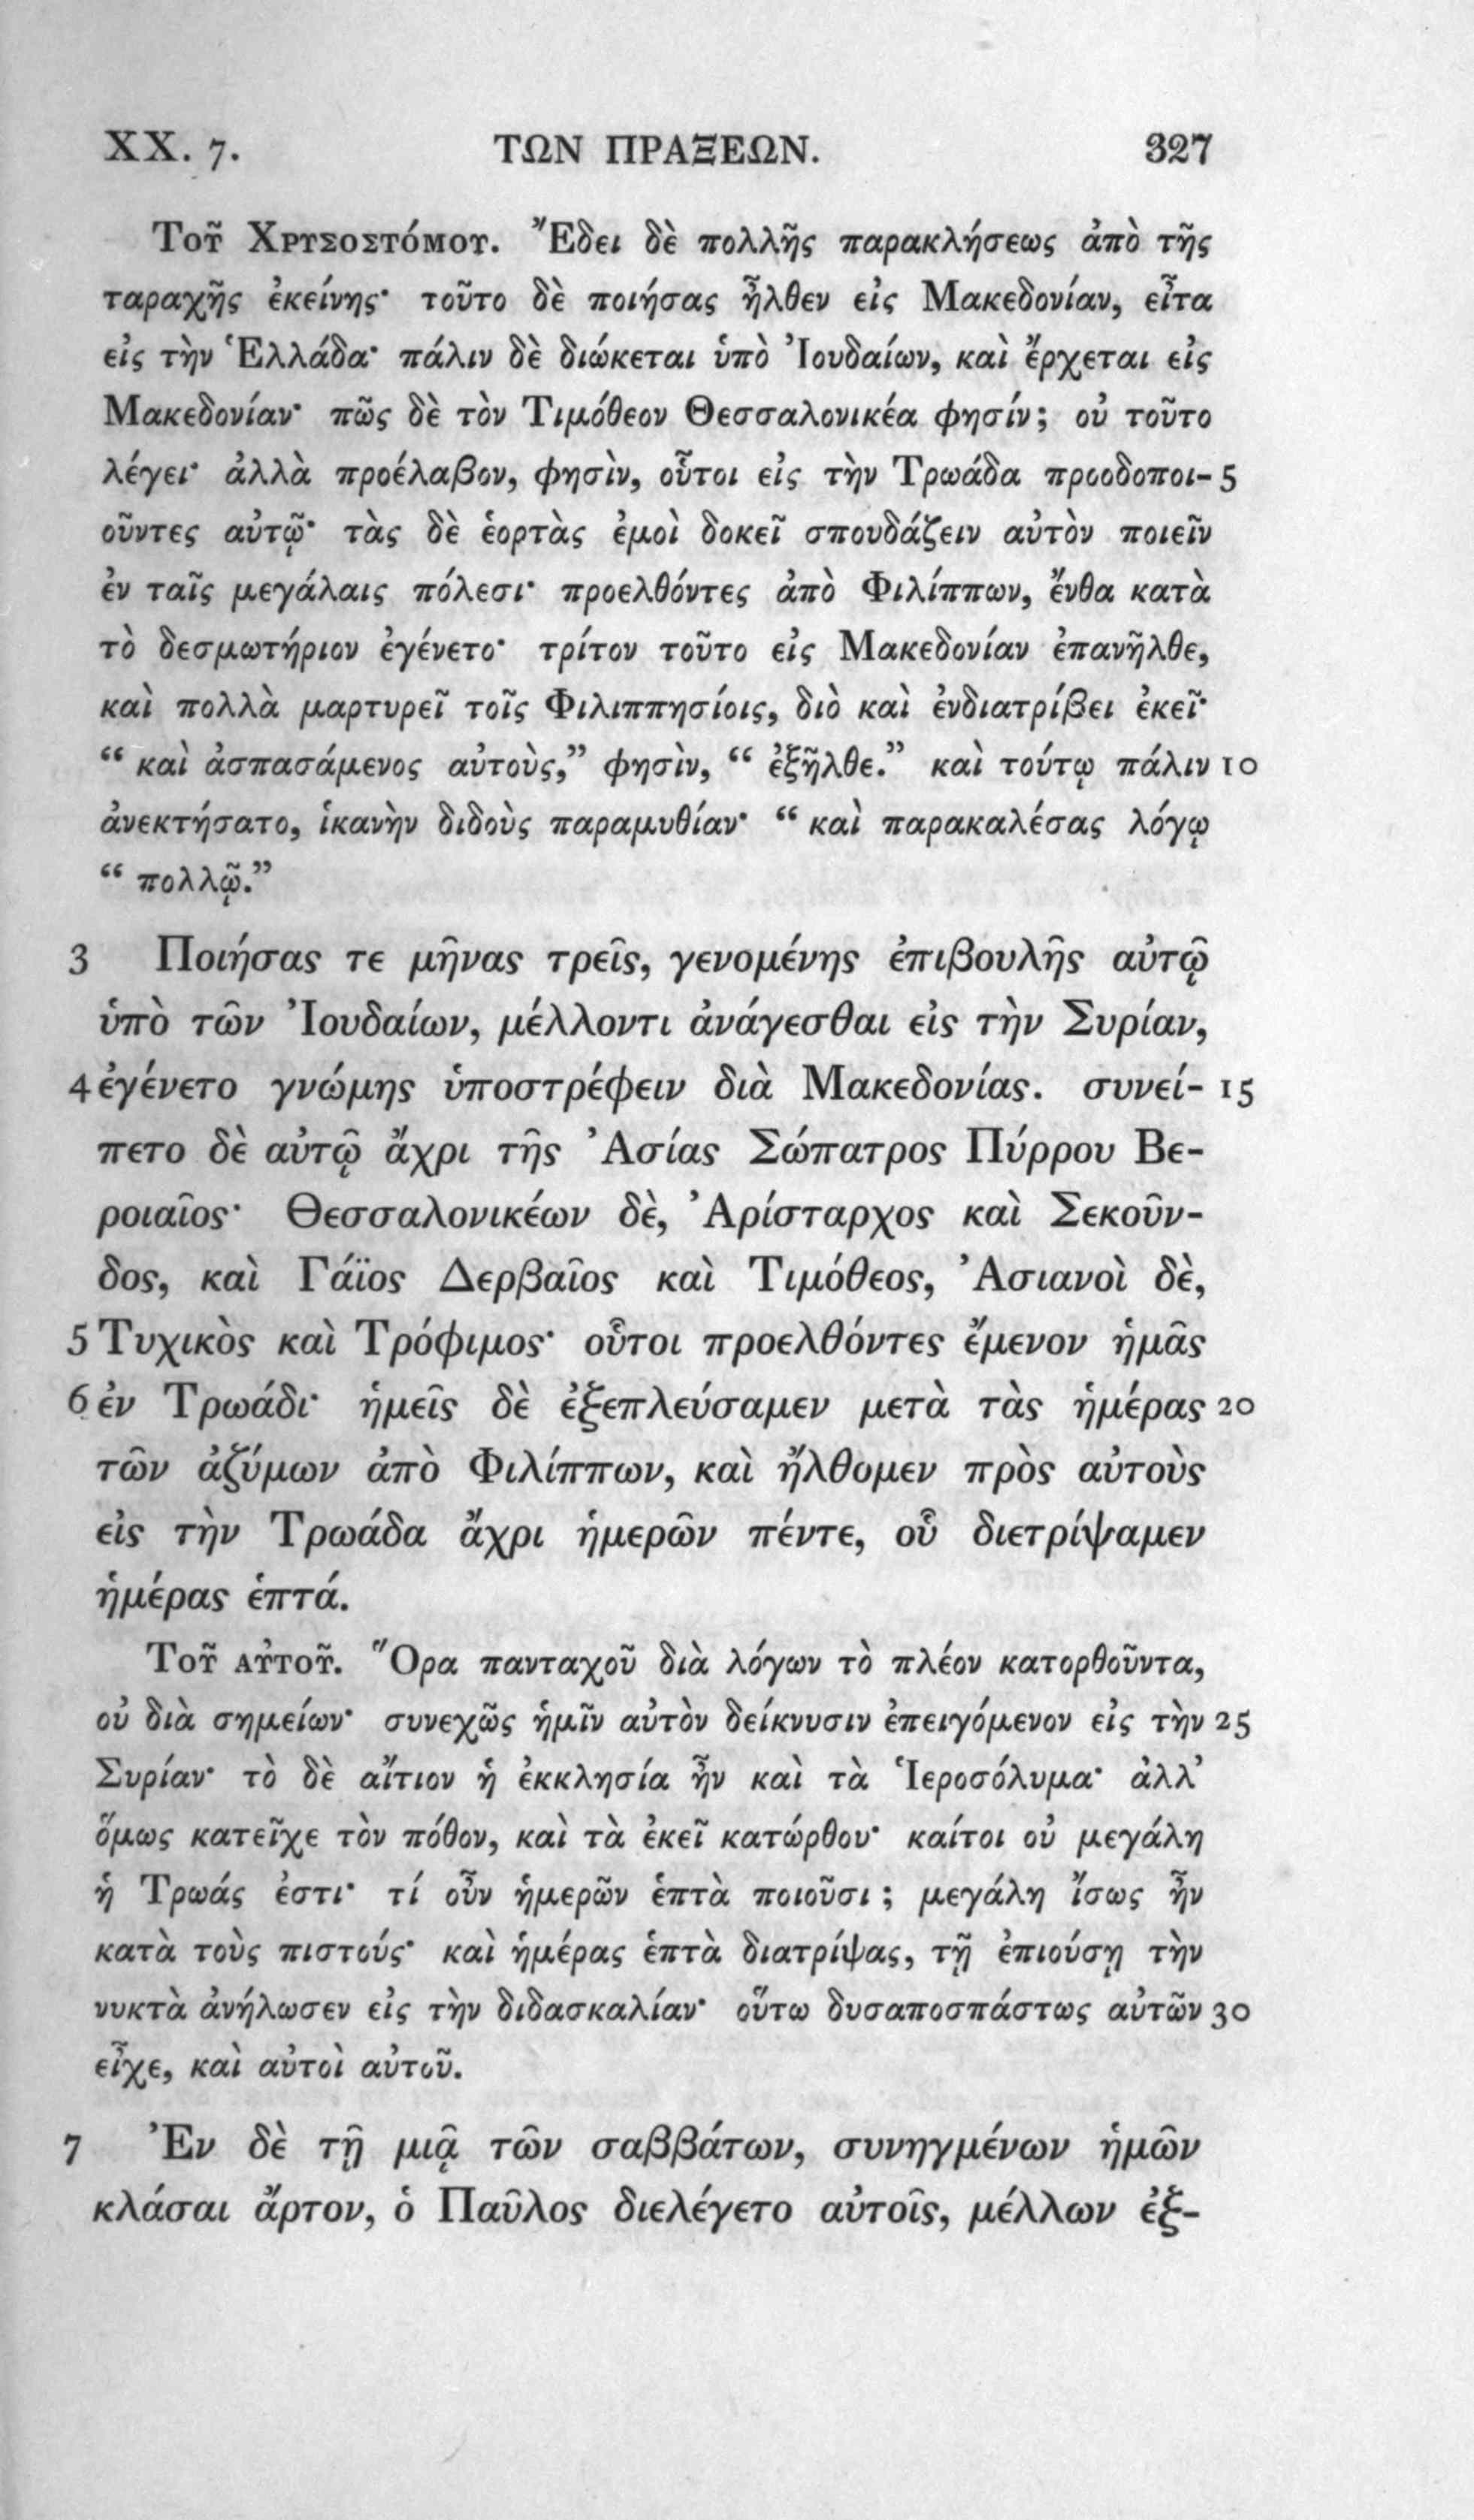 XX. 7. ΤΩΝ ΠΡΑΞΕΩΝ. 327
Τοῦ Χρυσοστόμου. Ἔδει δὲ πολλῆς παρακλήσεως ἀπὸ τῆς
ταραχῆς ἐκείνης· τοῦτο δὲ ποιήσας ἦλθεν εἰς Μακεδονίαν, εἶτα
εἰς τὴν Ἑλλάδα· πάλιν δὲ διώκεται ὑπὸ Ἰουδαίων, καὶ ἔρχεται εἰς
Μακεδονίαν· πῶς δὲ τὸν Τιμόθεον Θεσσαλονικέα φησίν; οὐ τοῦτο
λέγει· ἀλλὰ προέλαβον, φησὶν, οὗτοι εἰς τὴν Τρωάδα προοδοποι- 5
οῦντες αὐτῷ· τὰς δὲ ἑορτὰς ἐμοὶ δοκεῖ σπουδάζειν αὐτὸν ποιεῖν
ἐν ταῖς μεγάλαις πόλεσι· προελθόντες ἀπὸ Φιλίππων, ἔνθα κατὰ
τὸ δεσμωτήριον ἐγένετο· τρίτον τοῦτο εἰς Μακεδονίαν ἐπανῆλθε,
καὶ πολλὰ μαρτυρεῖ τοῖς Φιλιππησίοις, διὸ καὶ ἐνδιατρίβει ἐκεῖ·
“ καὶ ἀσπασάμενος αὐτοὺς,” φησὶν, “ ἐξῆλθε.” καὶ τούτῳ πάλιν 10
ἀνεκτήσατο, ἱκανὴν διδοὺς παραμυθίαν· “ καὶ παρακαλέσας λόγῳ
“ πολλῷ.”
3 Ποιήσας τε μῆνας τρεῖς, γενομένης ἐπιβουλῆς αὐτῷ
ὑπὸ τῶν Ἰουδαίων, μέλλοντι ἀνάγεσθαι εἰς τὴν Συρίαν,
4 ἐγένετο γνώμης ὑποστρέφειν διὰ Μακεδονίας. συνεί- 15
πετο δὲ αὐτῷ ἄχρι τῆς Ἀσίας Σώπατρος Πύρρου Βε-
ροιαῖος· Θεσσαλονικέων δὲ, Ἀρίσταρχος καὶ Σεκοῦν-
δος, καὶ Γάϊος Δερβαῖος καὶ Τιμόθεος, Ἀσιανοὶ δὲ,
5 Τυχικὸς καὶ Τρόφιμος· οὗτοι προελθόντες ἔμενον ἡμᾶς
6 ἐν Τρωάδι· ἡμεῖς δὲ ἐξεπλεύσαμεν μετὰ τὰς ἡμέρας 20
τῶν ἀζύμων ἀπὸ Φιλίππων, καὶ ἤλθομεν πρὸς αὐτοὺς
εἰς τὴν Τρωάδα ἄχρι ἡμερῶν πέντε, οὗ διετρίψαμεν
ἡμέρας ἑπτά.
Τοῦ αὐτοῦ. Ὅρα πανταχοῦ διὰ λόγων τὸ πλέον κατορθοῦντα,
οὐ διὰ σημείων· συνεχῶς ἡμῖν αὐτὸν δείκνυσιν ἐπειγόμενον εἰς τὴν 25
Συρίαν· τὸ δὲ αἴτιον ἡ ἐκκλησία ἦν καὶ τὰ Ἱεροσόλυμα· ἀλλ’
ὅμως κατεῖχε τὸν πόθον, καὶ τὰ ἐκεῖ κατώρθου· καίτοι οὐ μεγάλη
ἡ Τρωάς ἐστι· τί οὖν ἡμερῶν ἑπτὰ ποιοῦσι ; μεγάλη ἴσως ἦν
κατὰ τοὺς πιστούς· καὶ ἡμέρας ἑπτὰ διατρίψας, τῇ ἐπιούσῃ τὴν
νυκτὰ ἀνήλωσεν εἰς τὴν διδασκαλίαν· οὕτω δυσαποσπάστως αὐτῶν 30
εἶχε, καὶ αὐτοὶ αὐτοῦ.
7 Ἐν δὲ τῇ μιᾷ τῶν σαββάτων, συνηγμένων ἡμῶν
κλάσαι ἄρτον, ὁ Παῦλος διελέγετο αὐτοῖς, μέλλων ἐξ-